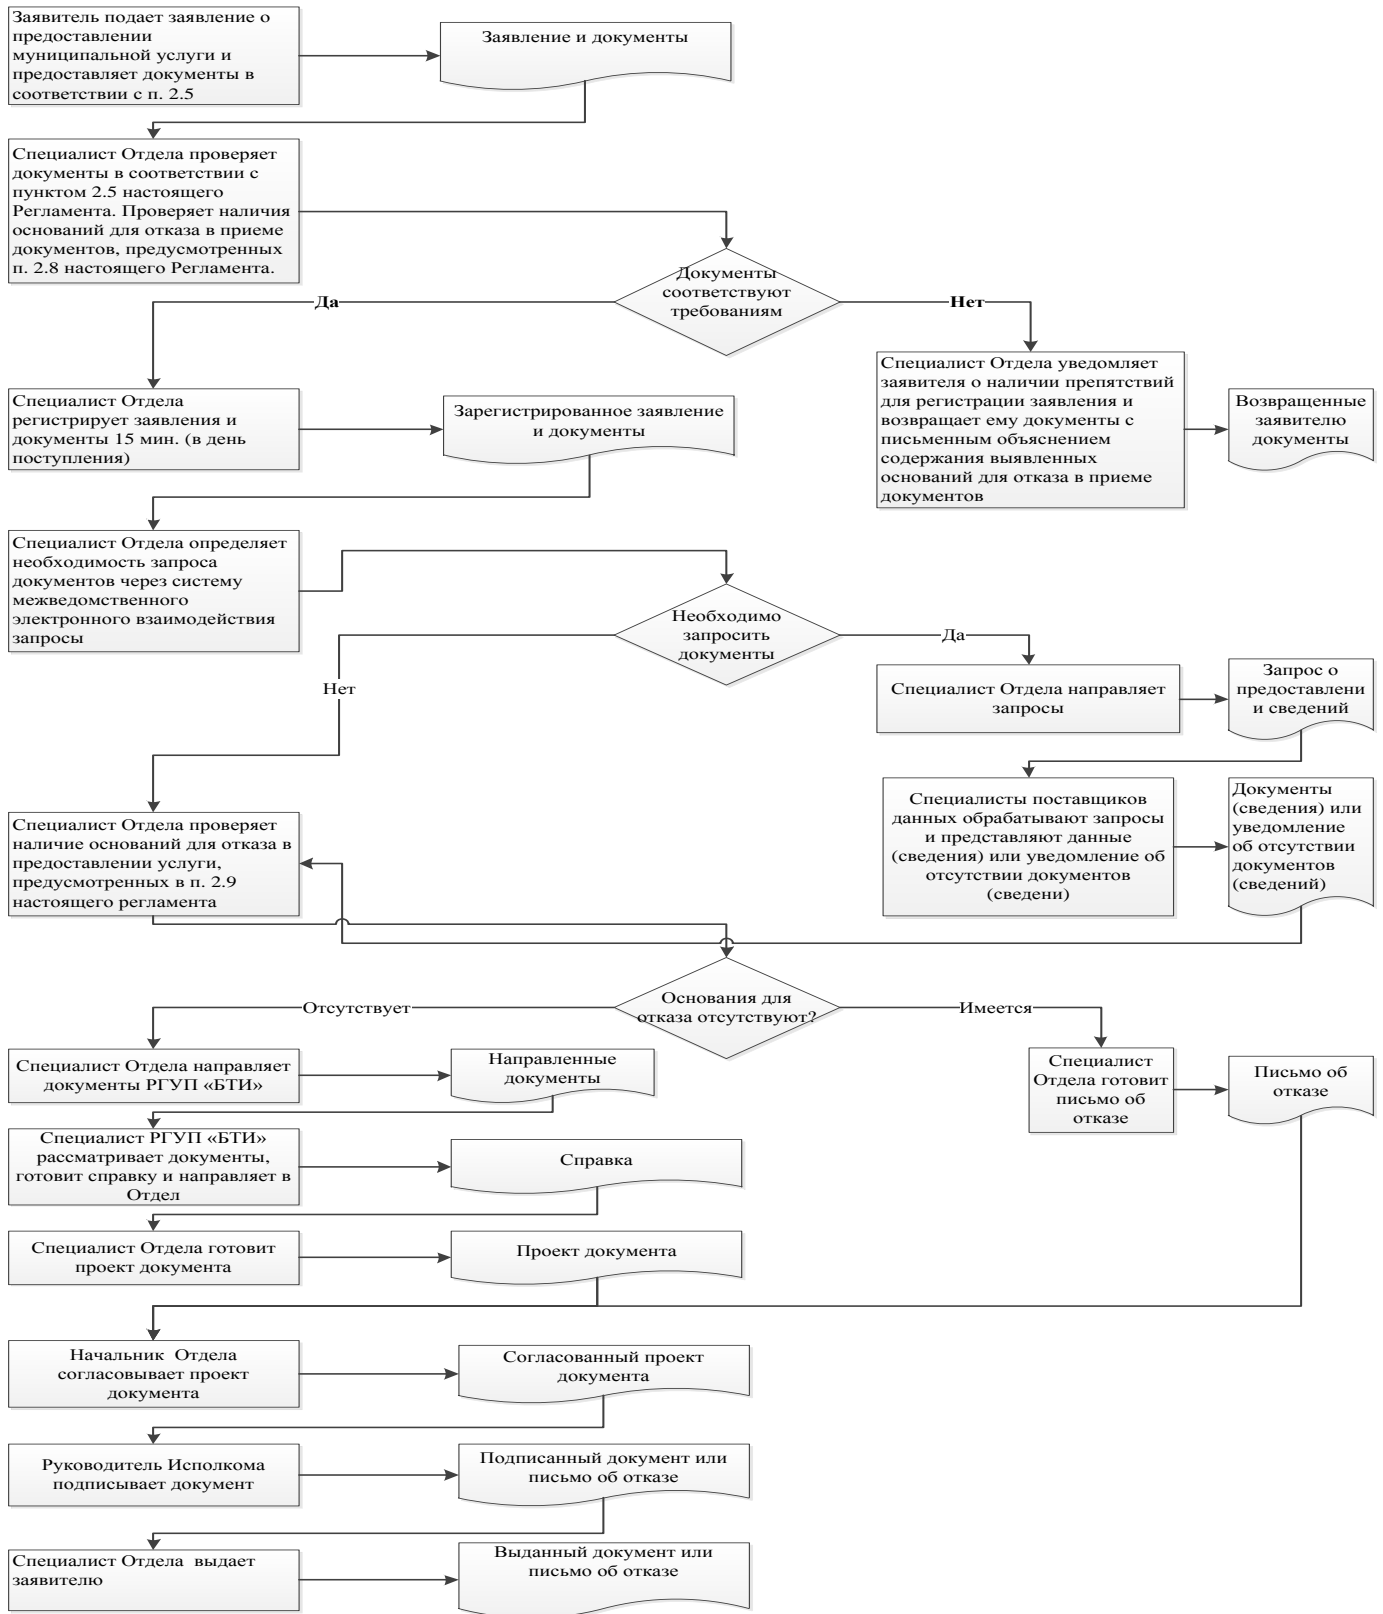 Заявитель подает заявление о
предоставлении
муниципальной услуги и
предоставляет документы в
соответствии с п. 2.5
Заявление и документы
Специалист Отдела проверяет
документы в соответствии с
пунктом 2.5 настоящего
Регламента. Проверяет наличия
оснований для отказа в приеме
документов, предусмотренных
п. 2.8 настоящего Регламента.
Документы
соответствуют
требованиям
Да
Нет
Специалист Отдела
регистрирует заявления и
документы 15 мин. (в день
поступления)
Зарегистрированное заявление
и документы
Специалист Отдела уведомляет
заявителя о наличии препятствий
для регистрации заявления и
возвращает ему документы с
письменным объяснением
содержания выявленных
оснований для отказа в приеме
документов
Возвращенные
заявителю
документы
Специалист Отдела определяет
необходимость запроса
документов через систему
межведомственного
электронного взаимодействия
запросы
Необходимо
запросить
документы
Да
Нет
Специалист Отдела направляет
запросы
Запрос о
предоставлени
и сведений
Специалисты поставщиков
данных обрабатывают запросы
и представляют данные
(сведения) или уведомление об
отсутствии документов
(сведени)
Документы
(сведения) или
уведомление
об отсутствии
документов
(сведений)
Специалист Отдела проверяет
наличие оснований для отказа в
предоставлении услуги,
предусмотренных в п. 2.9
настоящего регламента
Основания для
отказа отсутствуют?
Отсутствует
Имеется
Специалист Отдела направляет
документы РГУП «БТИ»
Направленные
документы
Специалист
Отдела готовит
письмо об
отказе
Письмо об
отказе
Специалист РГУП «БТИ»
рассматривает документы,
готовит справку и направляет в
Отдел
Справка
Специалист Отдела готовит
проект документа
Проект документа
Начальник  Отдела
согласовывает проект
документа
Согласованный проект
документа
Руководитель Исполкома
подписывает документ
Подписанный документ или
письмо об отказе
Специалист Отдела  выдает
заявителю
Выданный документ или
письмо об отказе